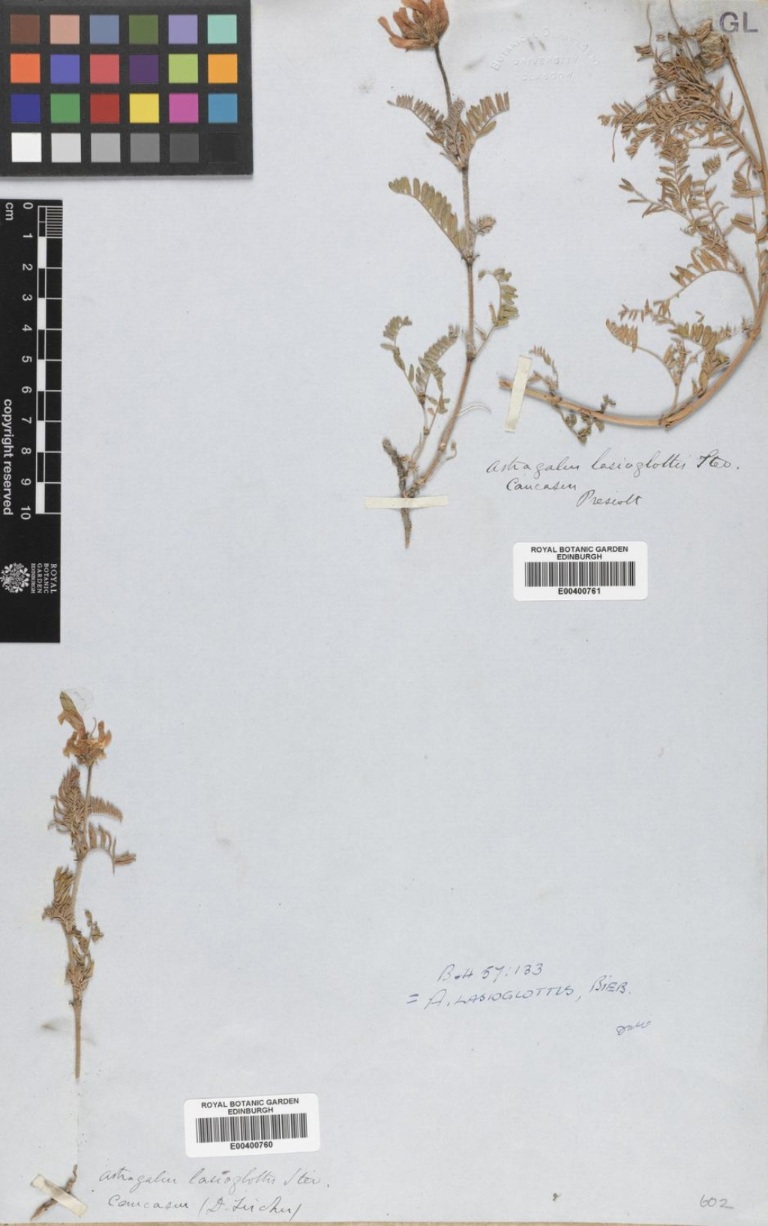 GL
cm
0 1 2 3 4 5 6 7 8 9 10
copyright reserved
ROYAL
BOTANIC
GARDEN
EDINBURGH
Astragalus lasioglottis Stev.
Caucasus
Prescott
ROYAL BOTANIC GARDEN
EDINBURGH
E00400761
57:133
= A. LASIOGLOTTIS, BIEB.
ROYAL BOTANIC GARDEN
EDINBURGH
E00400760
Astragalus lasioglottis Stev.
Caucasus (D. Fischer)
602